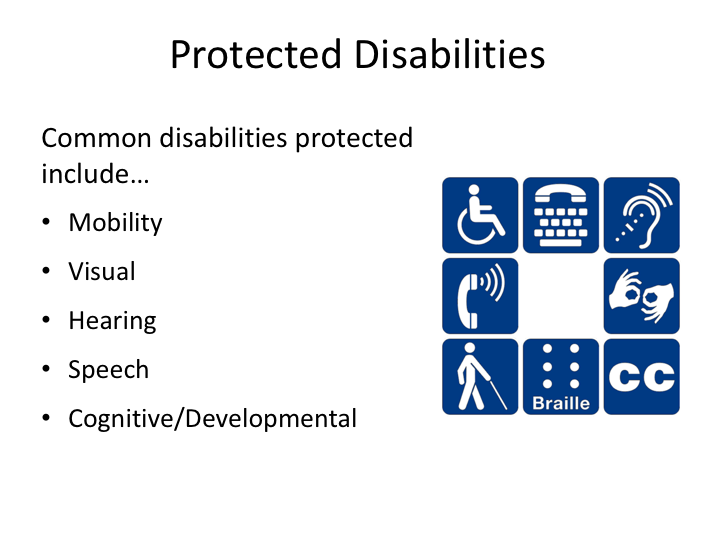 Protected Disabilities
Common disabilities protected
include…
• Mobility
• Visual
• Hearing
• Speech
• Cognitive/Developmental
Braille
CC